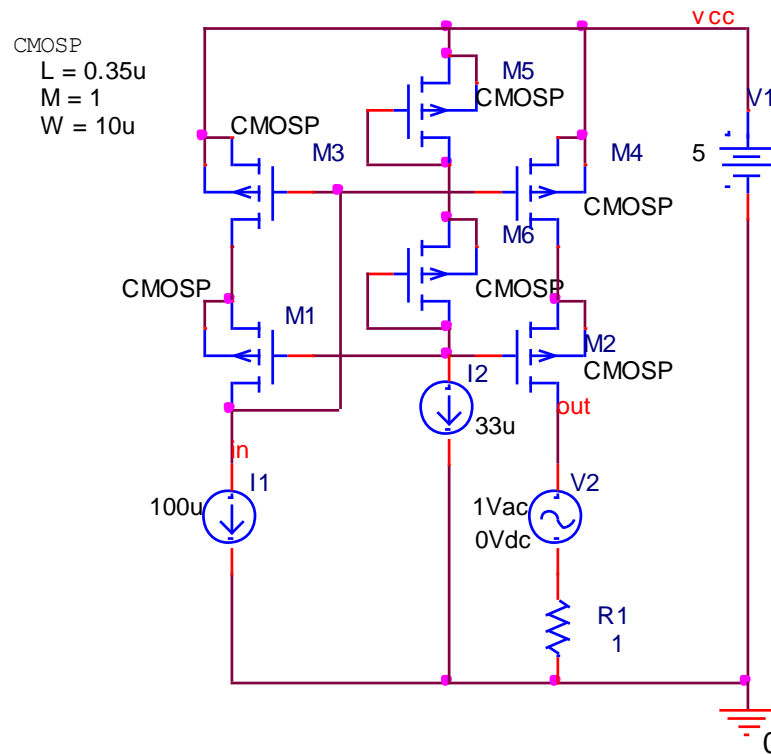 vcc
CMOSP
L = 0.35u
M = 1
W = 10u
M5
CMOSP
V1
5
CMOSP
M3
M4
CMOSP
M6
CMOSP
CMOSP
M1
M2
CMOSP
I2
33u
out
in
I1
100u
V2
1Vac
0Vdc
R1
1
0